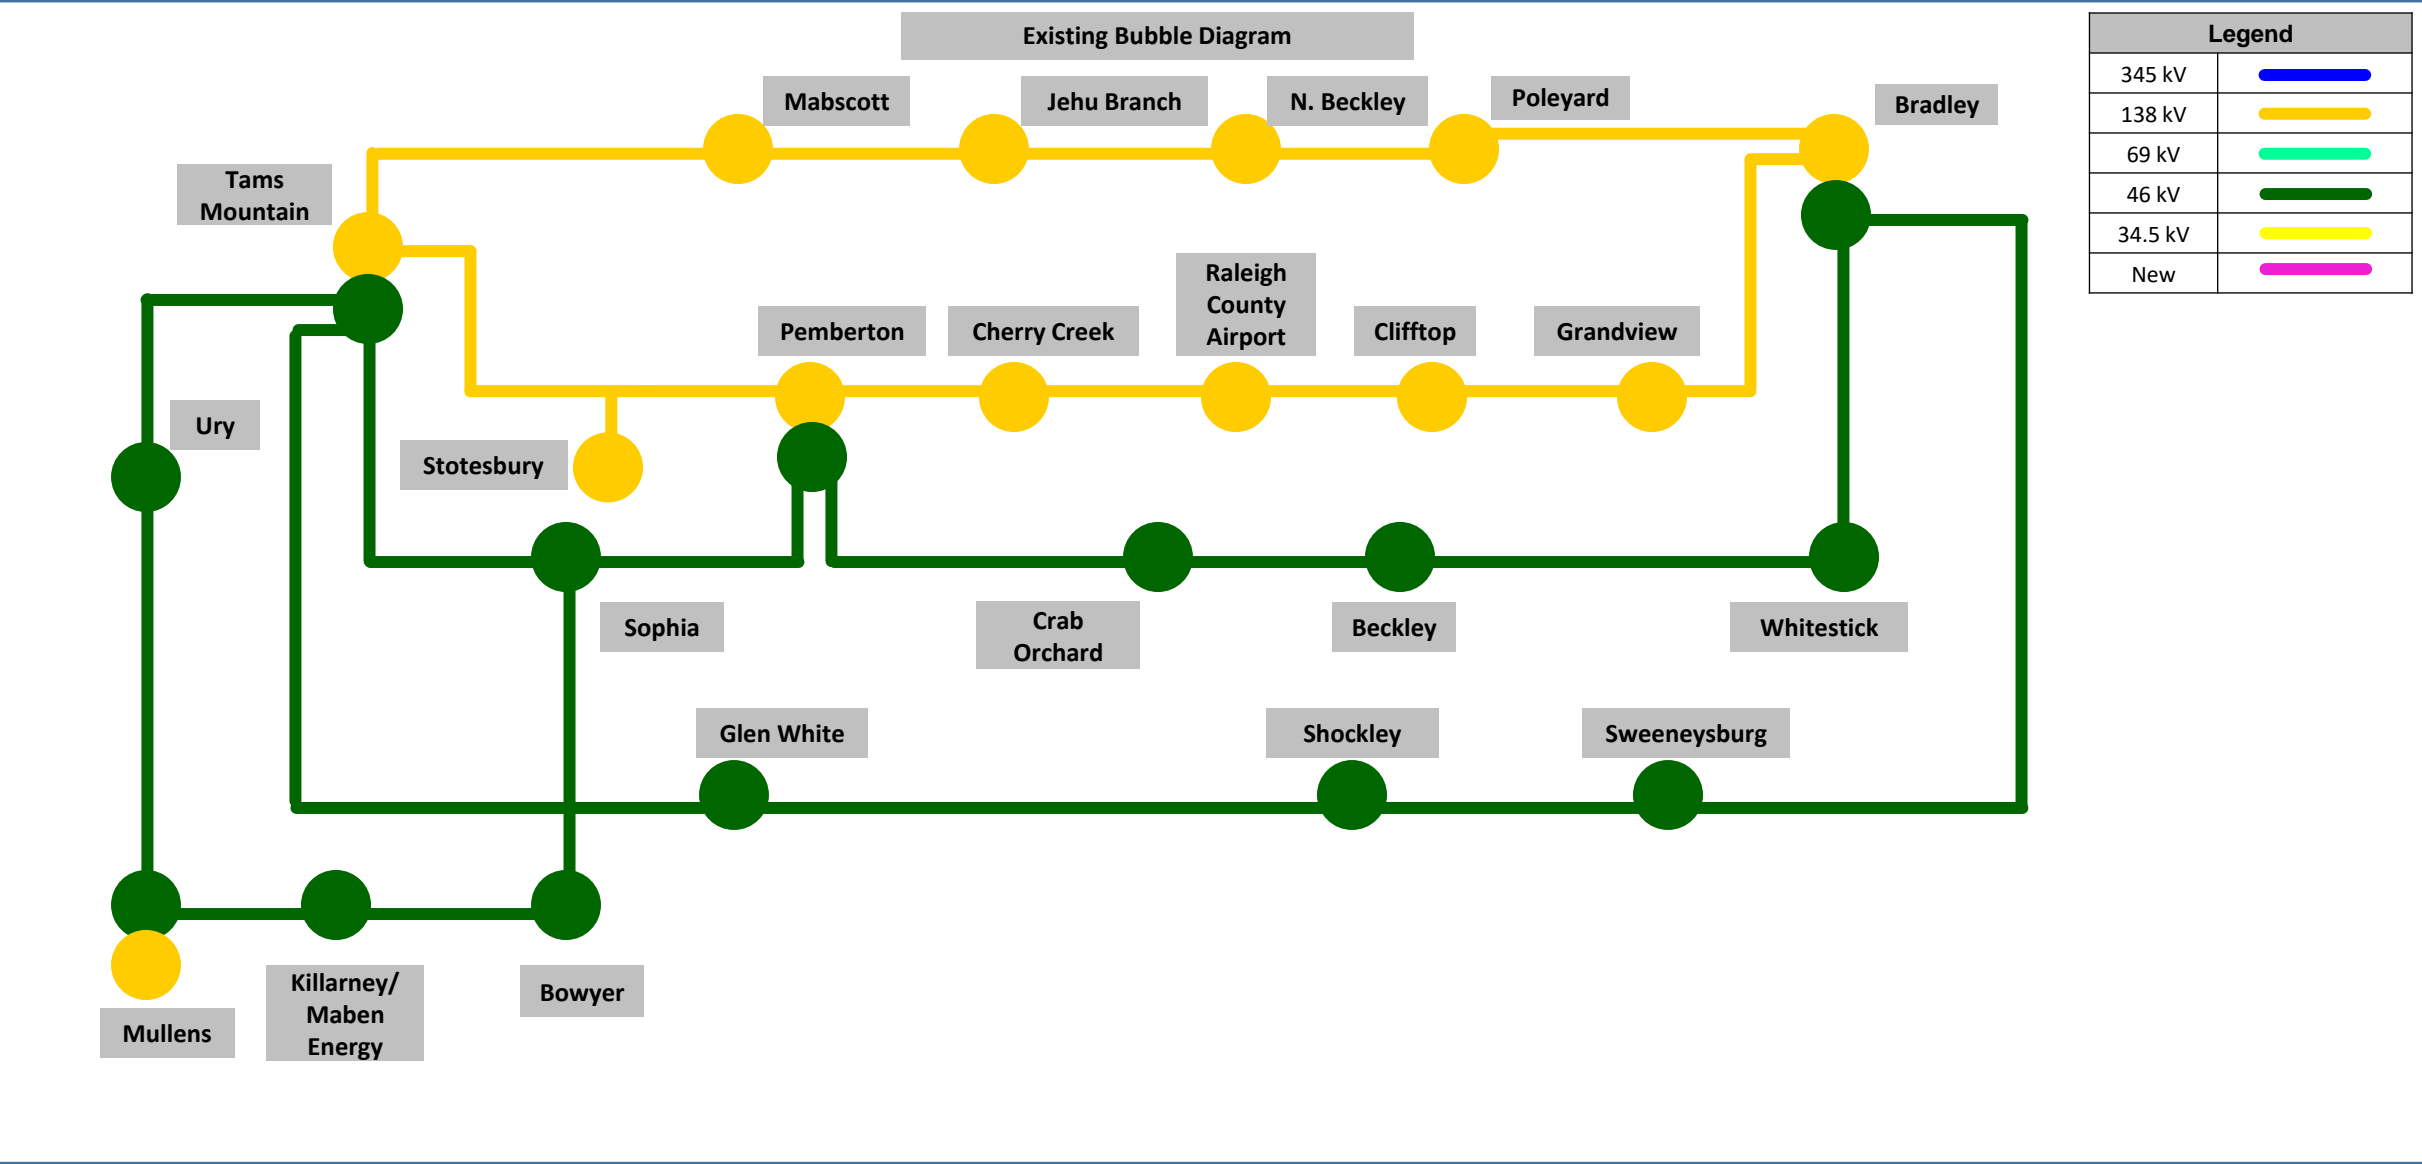 Existing Bubble Diagram
Legend
345 kV
138 kV
69 kV
46 kV
34.5 kV
New
Mabscott
Jehu Branch
N. Beckley
Poleyard
Bradley
Tams
Mountain
Raleigh
County
Airport
Pemberton
Cherry Creek
Clifftop
Grandview
Ury
Stotesbury
Sophia
Crab
Orchard
Beckley
Whitestick
Glen White
Shockley
Sweeneysburg
Killarney/
Maben
Energy
Bowyer
Mullens